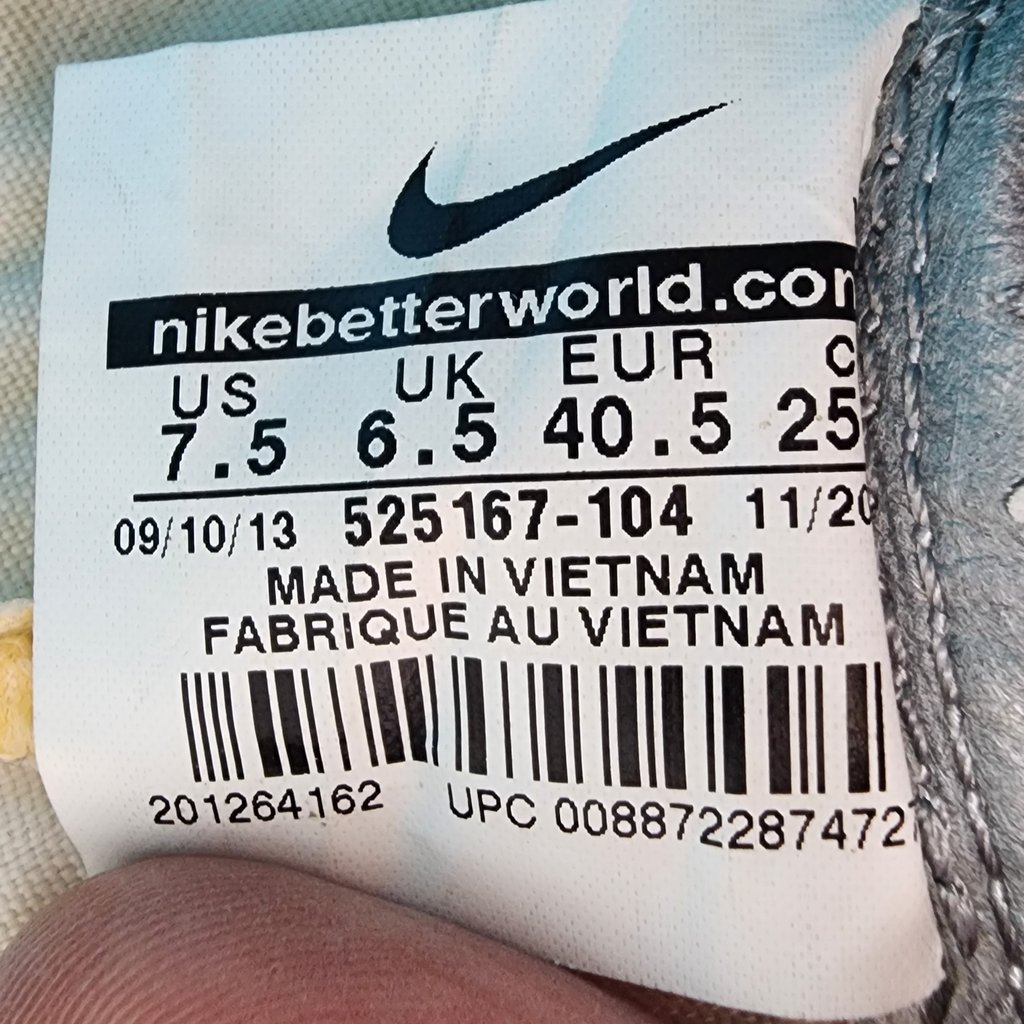 nikebetterworld.com
US UK EUR C
7.5 6.5 40.5 25
09/10/13 525167-104 11/20
MADE IN VIETNAM
FABRIQUE AU VIETNAM
201264162 UPC 00887228747​2